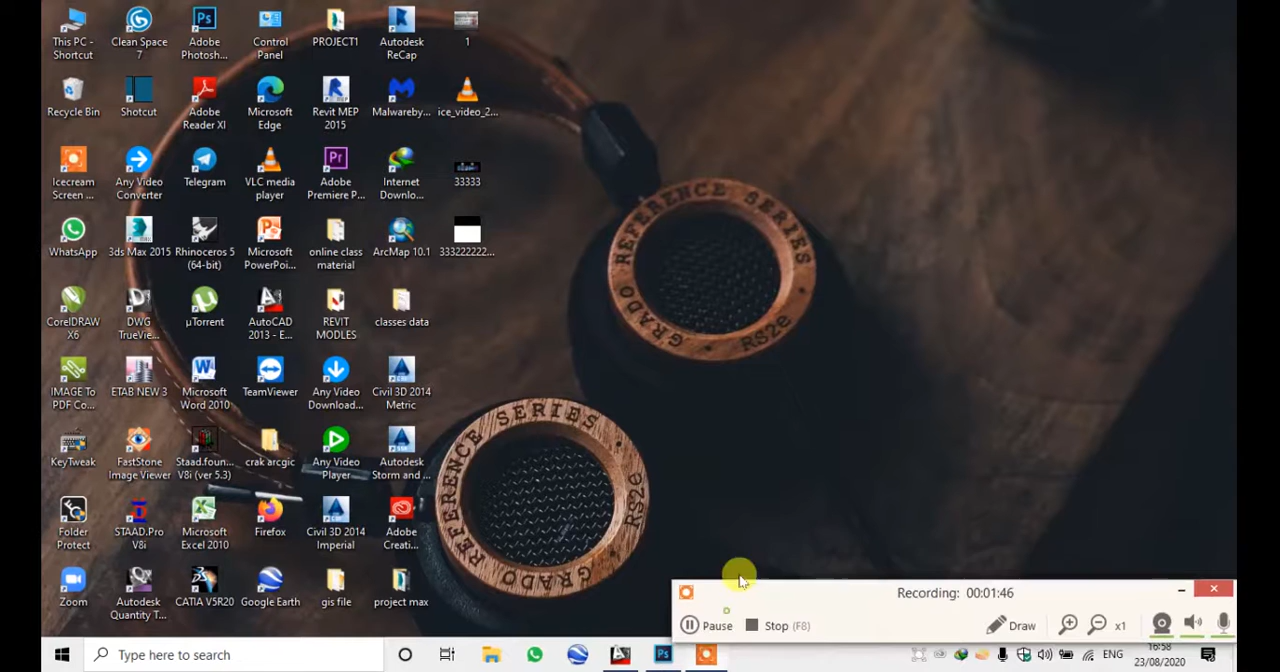 This PC -
Shortcut
Clean Space
7
Adobe
Photosh...
Control
Panel
PROJECT1
Autodesk
ReCap
1
Recycle Bin
Shotcut
Adobe
Reader XI
Microsoft
Edge
Revit MEP
2015
Malwareby...
ice_video_2...
Icecream
Screen ...
Any Video
Converter
Telegram
VLC media
player
Adobe
Premiere P...
Internet
Downlo...
33333
WhatsApp
3ds Max 2015
Rhinoceros 5
(64-bit)
Microsoft
PowerPoi...
online class
material
ArcMap 10.1
333222222...
CorelDRAW
X6
DWG
TrueVie...
µTorrent
AutoCAD
2013 - E...
REVIT
MODLES
classes data
IMAGE To
PDF Co...
ETAB NEW 3
Microsoft
Word 2010
TeamViewer
Any Video
Download...
Civil 3D 2014
Metric
KeyTweak
FastStone
Image Viewer
Staad.foun...
V8i (ver 5.3)
crak arcgic
Any Video
Player
Autodesk
Storm and ...
Folder
Protect
STAAD.Pro
V8i
Microsoft
Excel 2010
Firefox
Civil 3D 2014
Imperial
Adobe
Creati...
Zoom
Autodesk
Quantity T...
CATIA V5R20
Google Earth
gis file
project max
REFERENCE SERIES
GRADO RS2e
REFERENCE SERIES
GRADO RS2e
Recording: 00:01:46
Pause
Stop (F8)
Draw
x1
Type here to search
ENG
16:58
23/08/2020